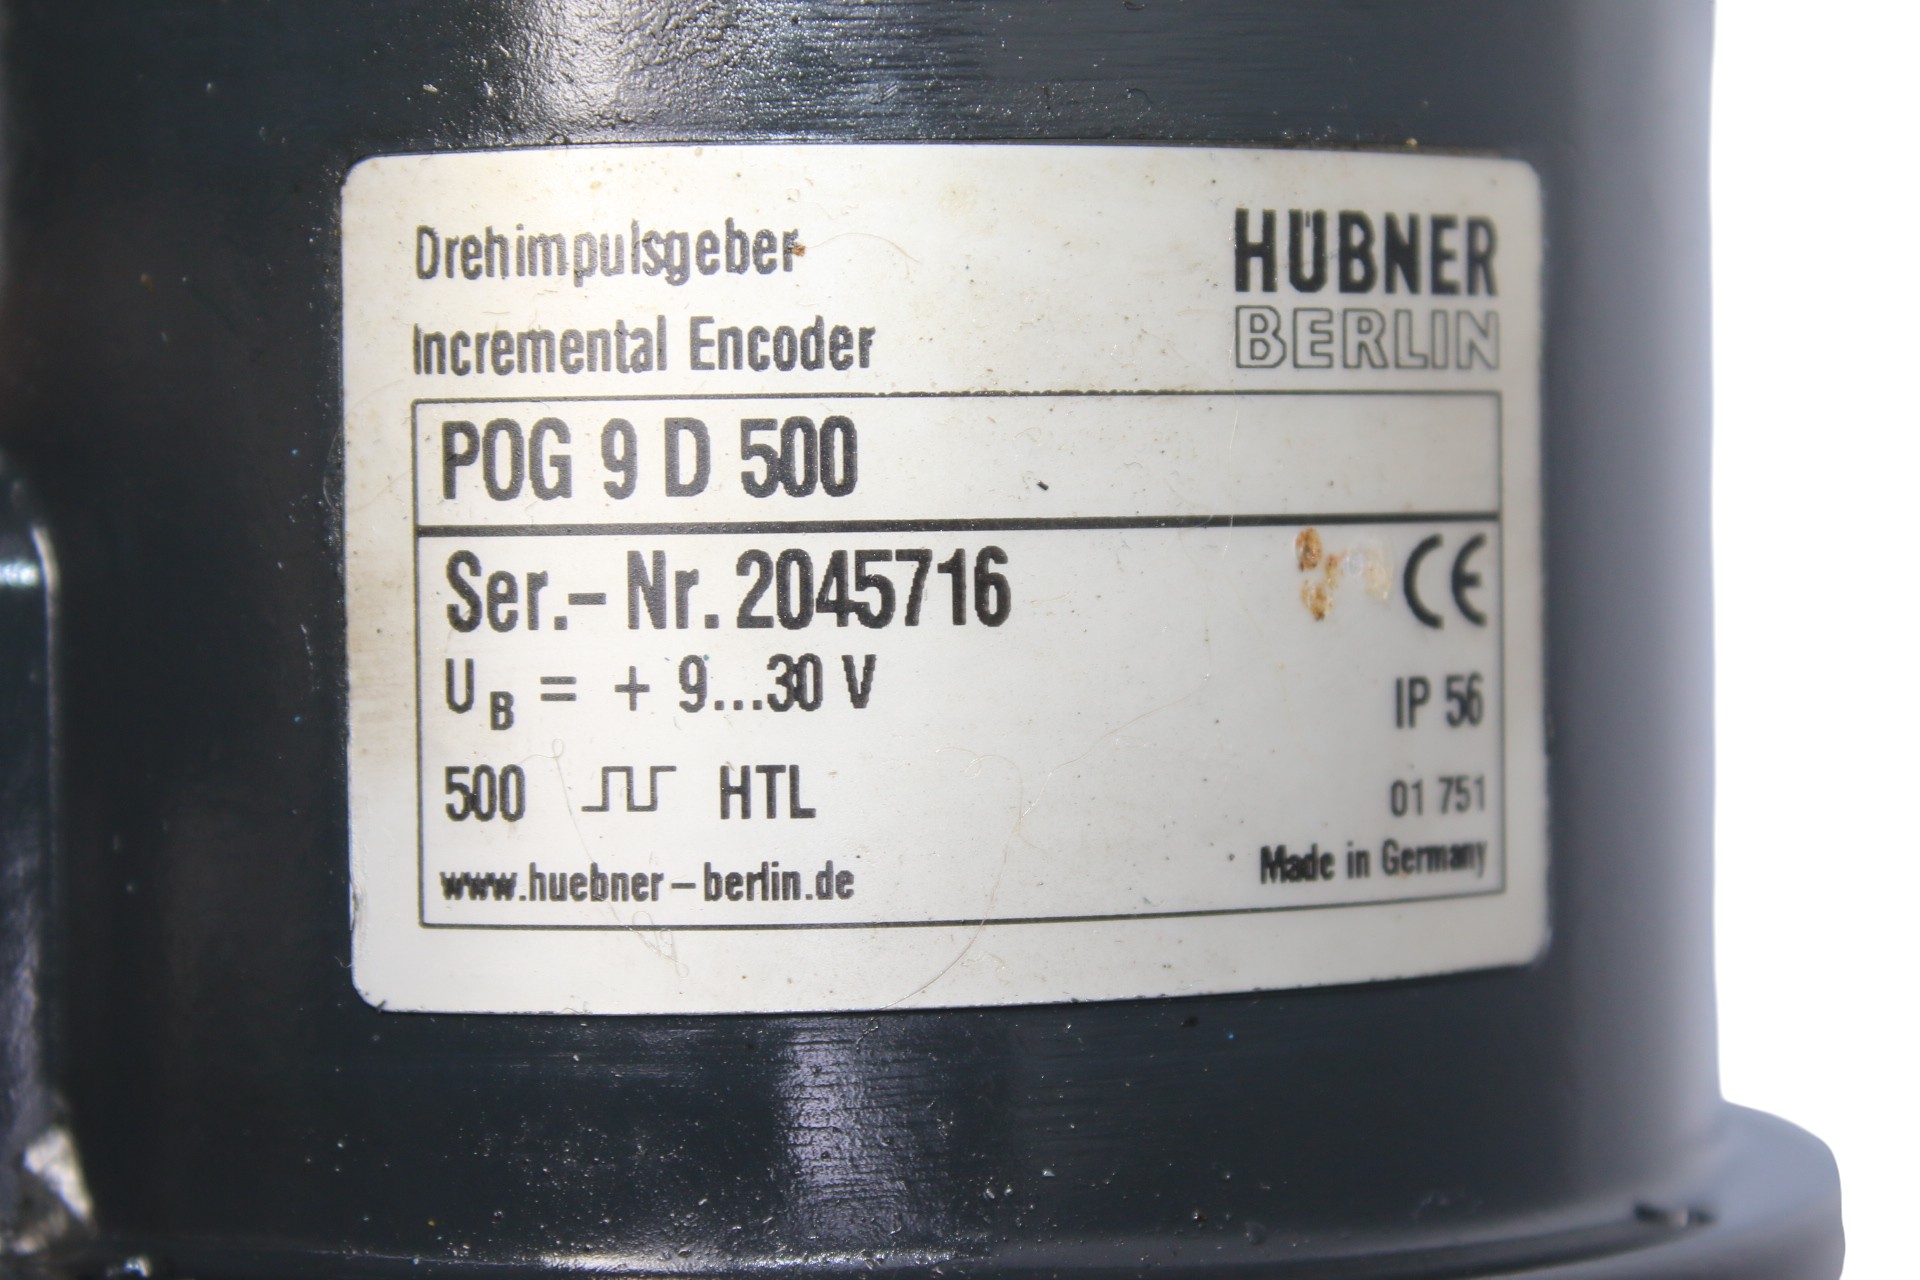 Drehimpulsgeber
Incremental Encoder
HÜBNER
BERLIN
POG 9 D 500
Ser.-Nr. 2045716
CE
UB = + 9...30 V
IP 56
500 HTL
01 751
www.huebner-berlin.de
Made in Germany